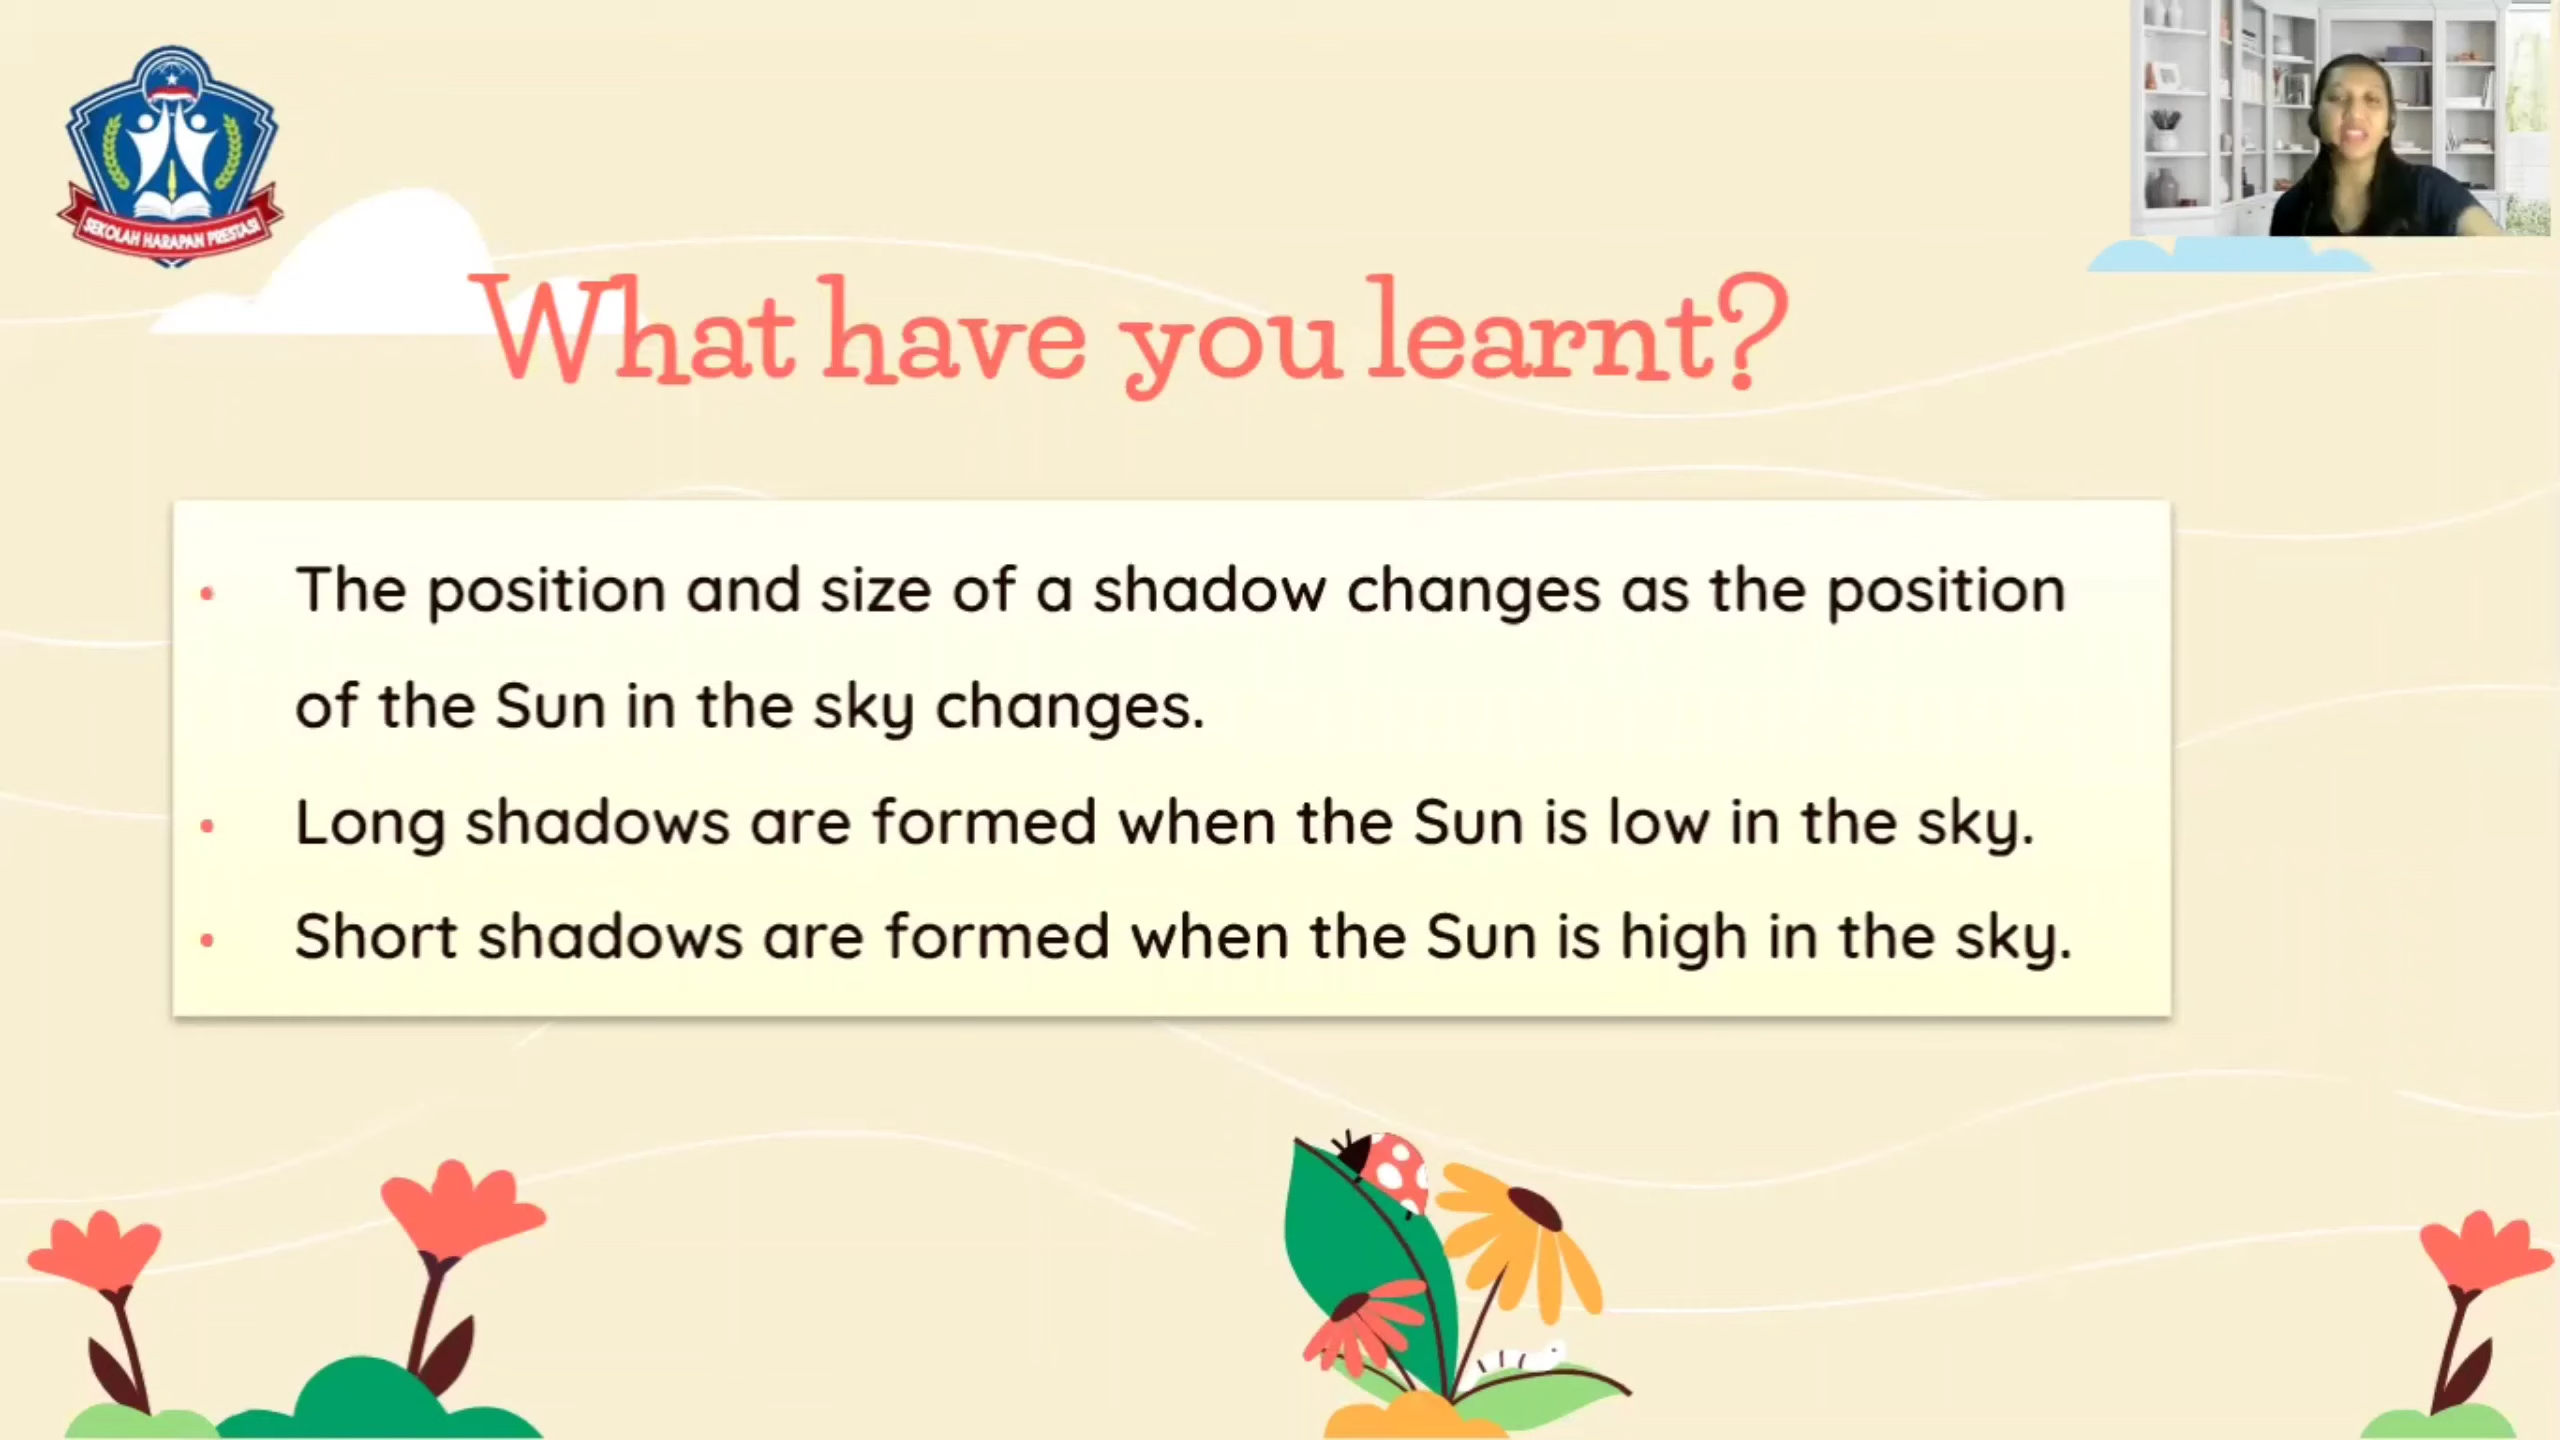 SEKOLAH HARAPAN PRESTASI
What have you learnt?
• The position and size of a shadow changes as the position
of the Sun in the sky changes.
• Long shadows are formed when the Sun is low in the sky.
• Short shadows are formed when the Sun is high in the sky.